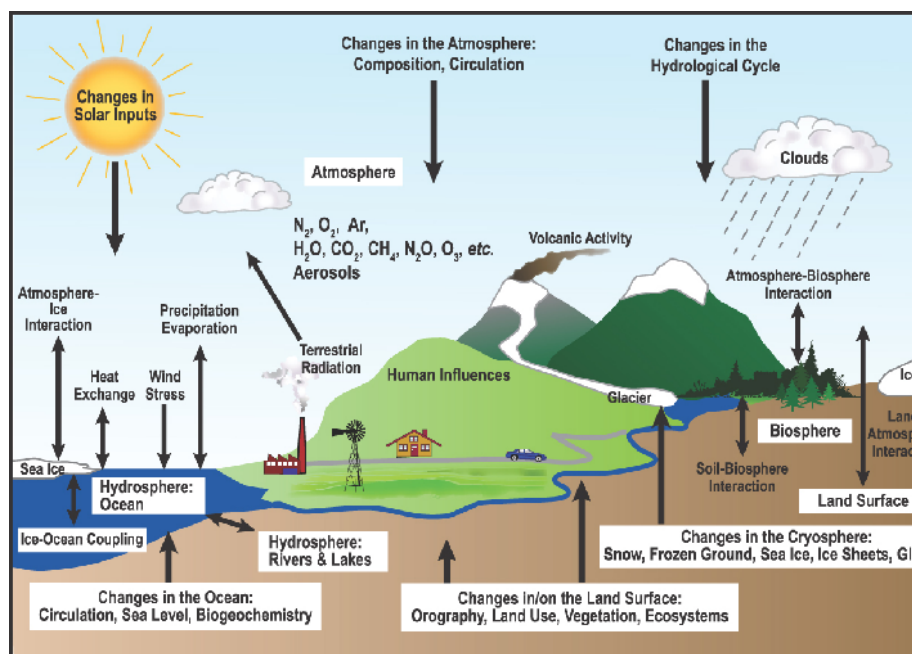 Changes in the Atmosphere:
Composition, Circulation
Changes in the
Hydrological Cycle
Changes in
Solar Inputs
Clouds
Atmosphere
N₂, O₂, Ar,
H₂O, CO₂, CH₄, N₂O, O₃, etc.
Aerosols
Volcanic Activity
Atmosphere-Biosphere
Interaction
Atmosphere-
Ice
Interaction
Precipitation
Evaporation
Terrestrial
Radiation
Heat
Exchange
Wind
Stress
Human Influences
Glacier
Ice
Land
Biosphere
Sea Ice
Hydrosphere:
Ocean
Soil-Biosphere
Interaction
Land Surface
Ice-Ocean Coupling
Hydrosphere:
Rivers & Lakes
Changes in the Cryosphere:
Snow, Frozen Ground, Sea Ice, Ice Sheets,
Changes in the Ocean:
Circulation, Sea Level, Biogeochemistry
Changes in/on the Land Surface:
Orography, Land Use, Vegetation, Ecosystems